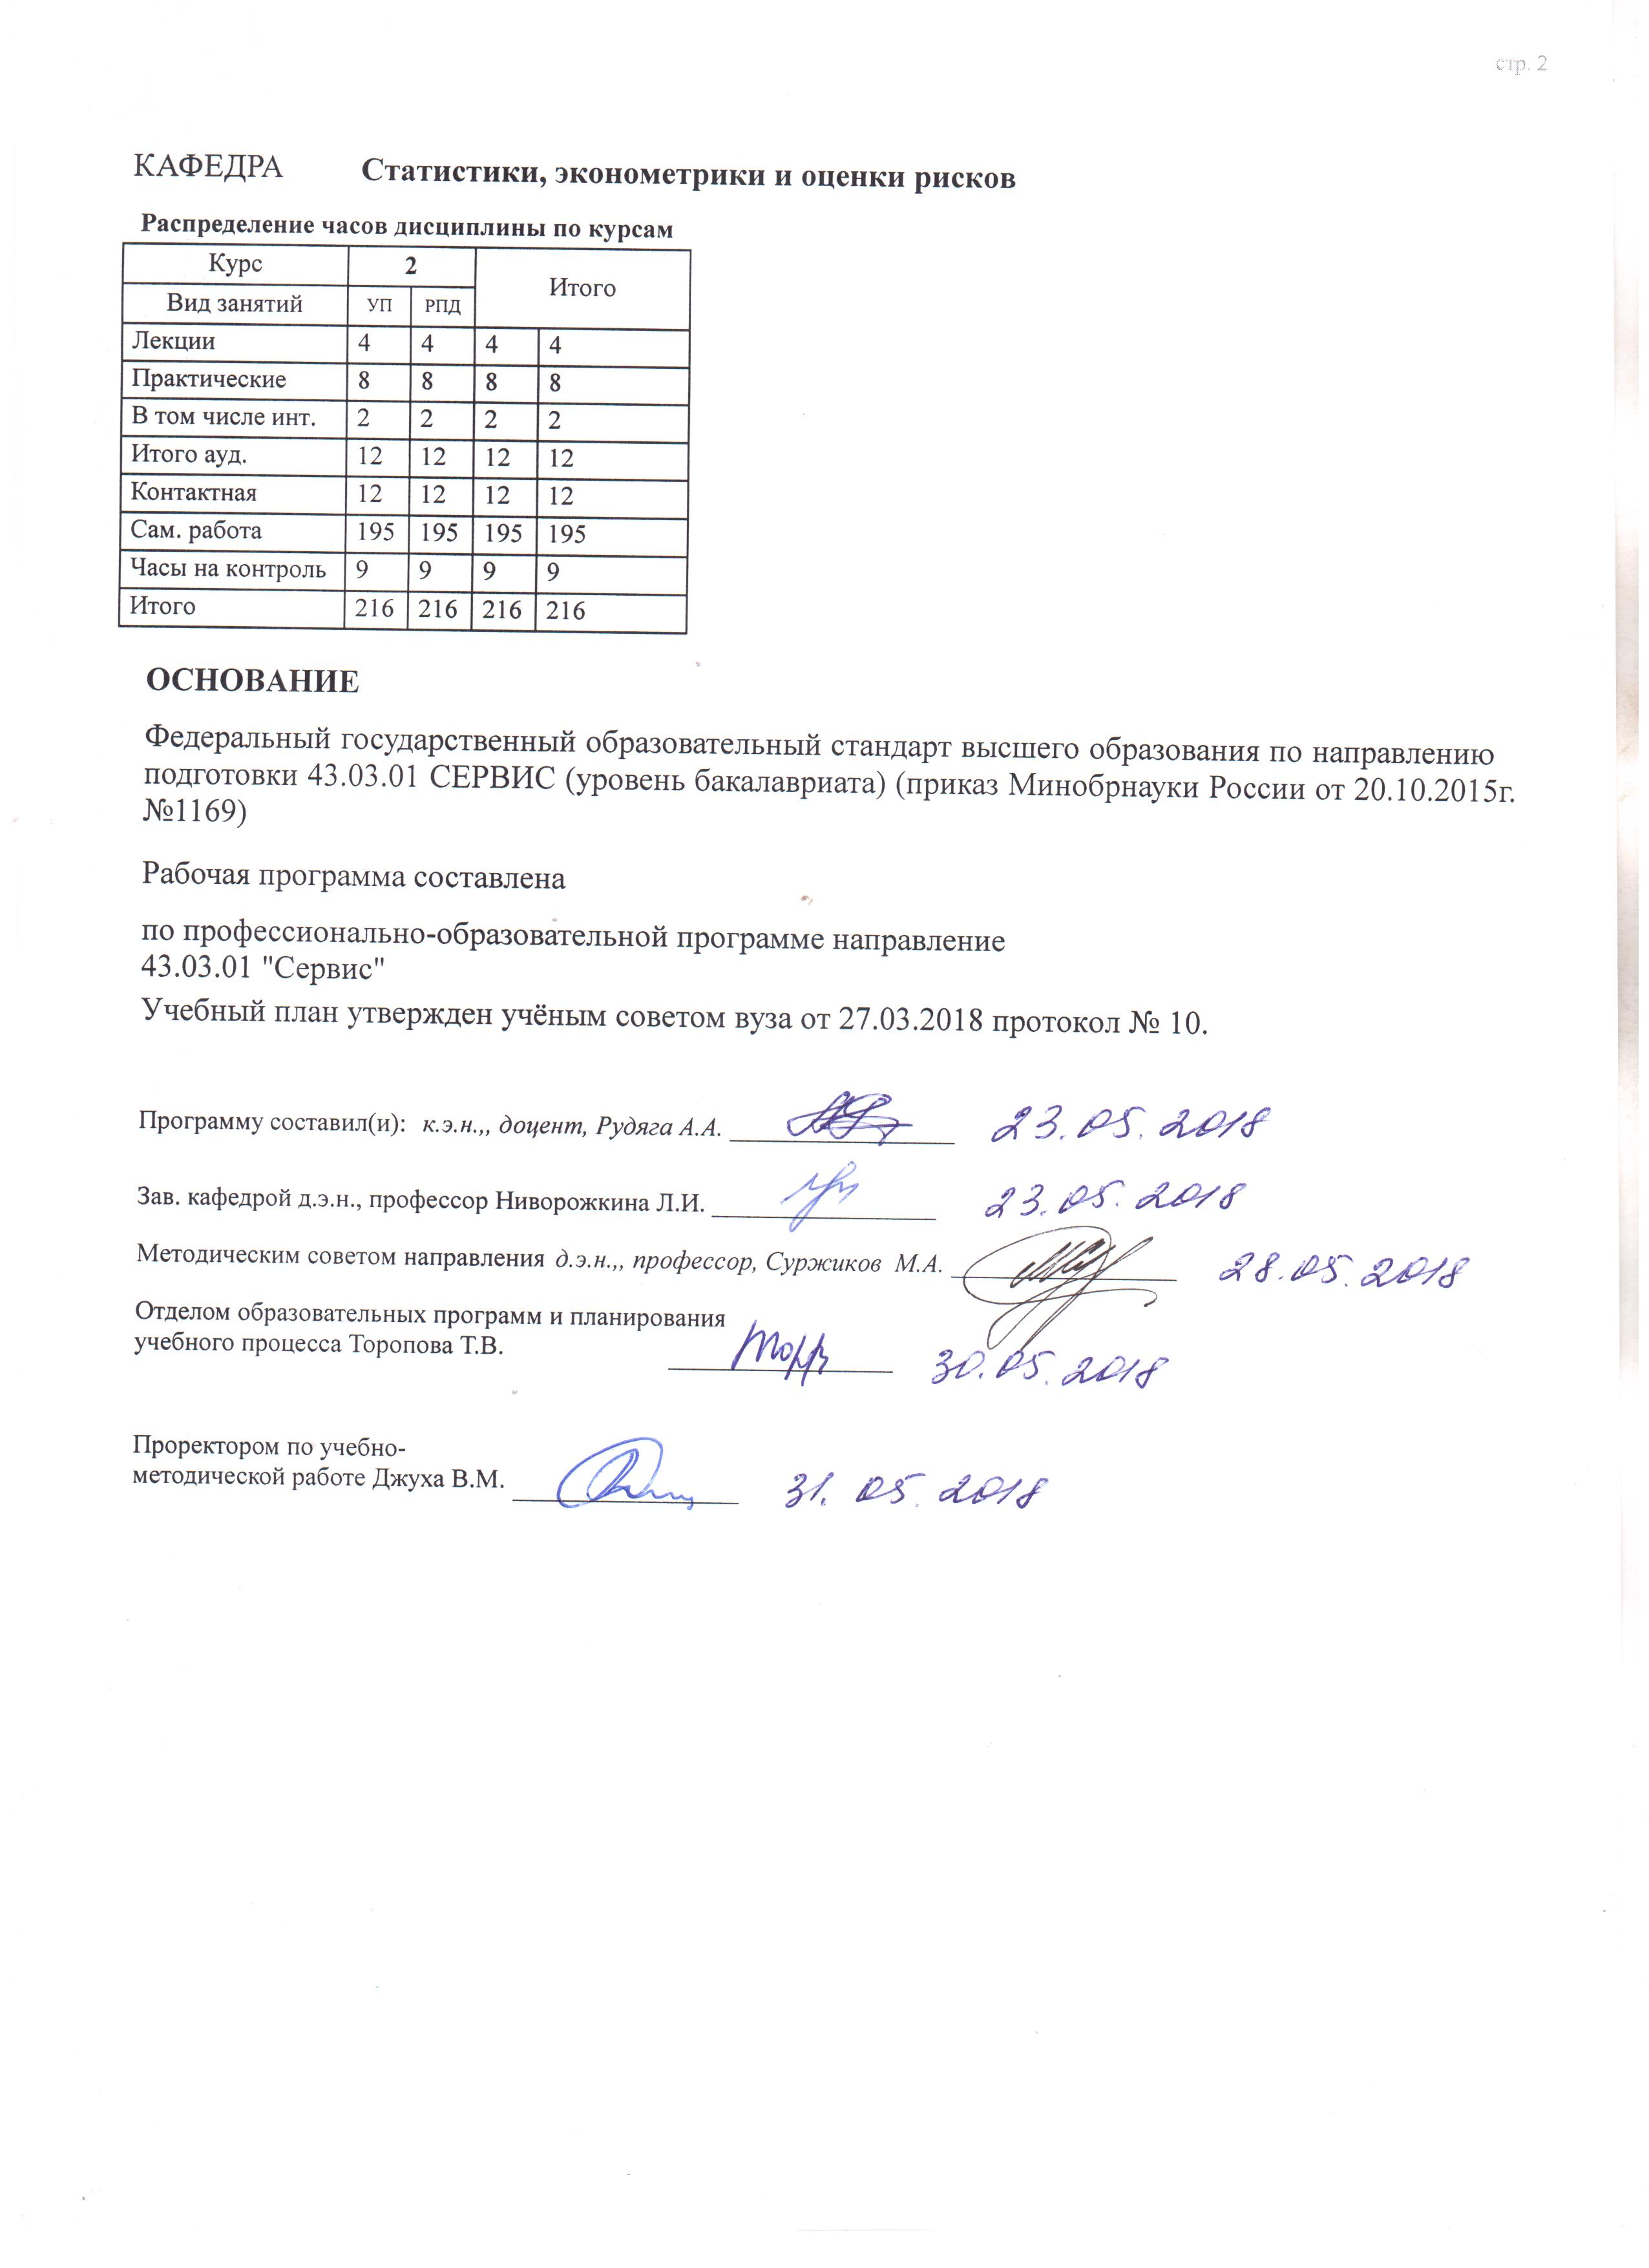 стр. 2
КАФЕДРА Статистики, эконометрики и оценки рисков
Распределение часов дисциплины по курсам
Курс 2 Итого
Вид занятий УП РПД
Лекции 4 4 4 4
Практические 8 8 8 8
В том числе инт. 2 2 2 2
Итого ауд. 12 12 12 12
Контактная 12 12 12 12
Сам. работа 195 195 195 195
Часы на контроль 9 9 9 9
Итого 216 216 216 216
ОСНОВАНИЕ
Федеральный государственный образовательный стандарт высшего образования по направлению
подготовки 43.03.01 СЕРВИС (уровень бакалавриата) (приказ Минобрнауки России от 20.10.2015г.
№1169)
Рабочая программа составлена
по профессионально-образовательной программе направление
43.03.01 "Сервис"
Учебный план утвержден учёным советом вуза от 27.03.2018 протокол № 10.
Программу составил(и): к.э.н.,, доцент, Рудяга А.А. 23.05.2018
Зав. кафедрой д.э.н., профессор Ниворожкина Л.И. 23.05.2018
Методическим советом направления д.э.н.,, профессор, Суржиков М.А. 28.05.2018
Отделом образовательных программ и планирования
учебного процесса Торопова Т.В. 30.05.2018
Проректором по учебно-
методической работе Джуха В.М. 31.05.2018